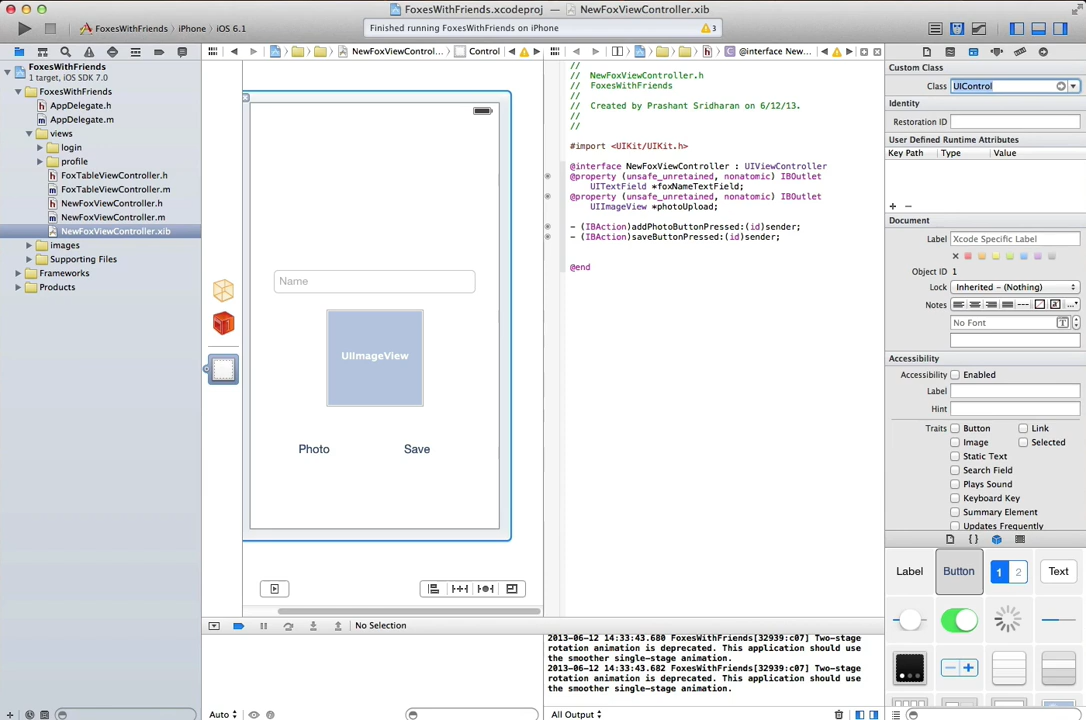 FoxesWithFriends.xcodeproj — NewFoxViewController.xib
FoxesWithFriends iPhone iOS 6.1
Finished running FoxesWithFriends on iPhone
3
FoxesWithFriends
1 target, iOS SDK 7.0
FoxesWithFriends
AppDelegate.h
AppDelegate.m
views
login
profile
FoxTableViewController.h
FoxTableViewController.m
NewFoxViewController.h
NewFoxViewController.m
NewFoxViewController.xib
images
Supporting Files
Frameworks
Products
NewFoxViewControl... Control
Name
UIImageView
Photo Save
@interface New...
//
// NewFoxViewController.h
// FoxesWithFriends
//
// Created by Prashant Sridharan on 6/12/13.
//
//
#import <UIKit/UIKit.h>
@interface NewFoxViewController : UIViewController
@property (unsafe_unretained, nonatomic) IBOutlet
UITextField *foxNameTextField;
@property (unsafe_unretained, nonatomic) IBOutlet
UIImageView *photoUpload;
- (IBAction)addPhotoButtonPressed:(id)sender;
- (IBAction)saveButtonPressed:(id)sender;
@end
Custom Class
Class UIControl
Identity
Restoration ID
User Defined Runtime Attributes
Key Path Type Value
Document
Label Xcode Specific Label
Object ID 1
Lock Inherited - (Nothing)
Notes
No Font
Accessibility
Accessibility Enabled
Label
Hint
Traits Button Link
Image Selected
Static Text
Search Field
Plays Sound
Keyboard Key
Summary Element
Updates Frequently
Label Button 1 2 Text
No Selection
2013-06-12 14:33:43.680 FoxesWithFriends[32939:c07] Two-stage
rotation animation is deprecated. This application should use
the smoother single-stage animation.
2013-06-12 14:33:43.682 FoxesWithFriends[32939:c07] Two-stage
rotation animation is deprecated. This application should use
the smoother single-stage animation.
Auto
All Output